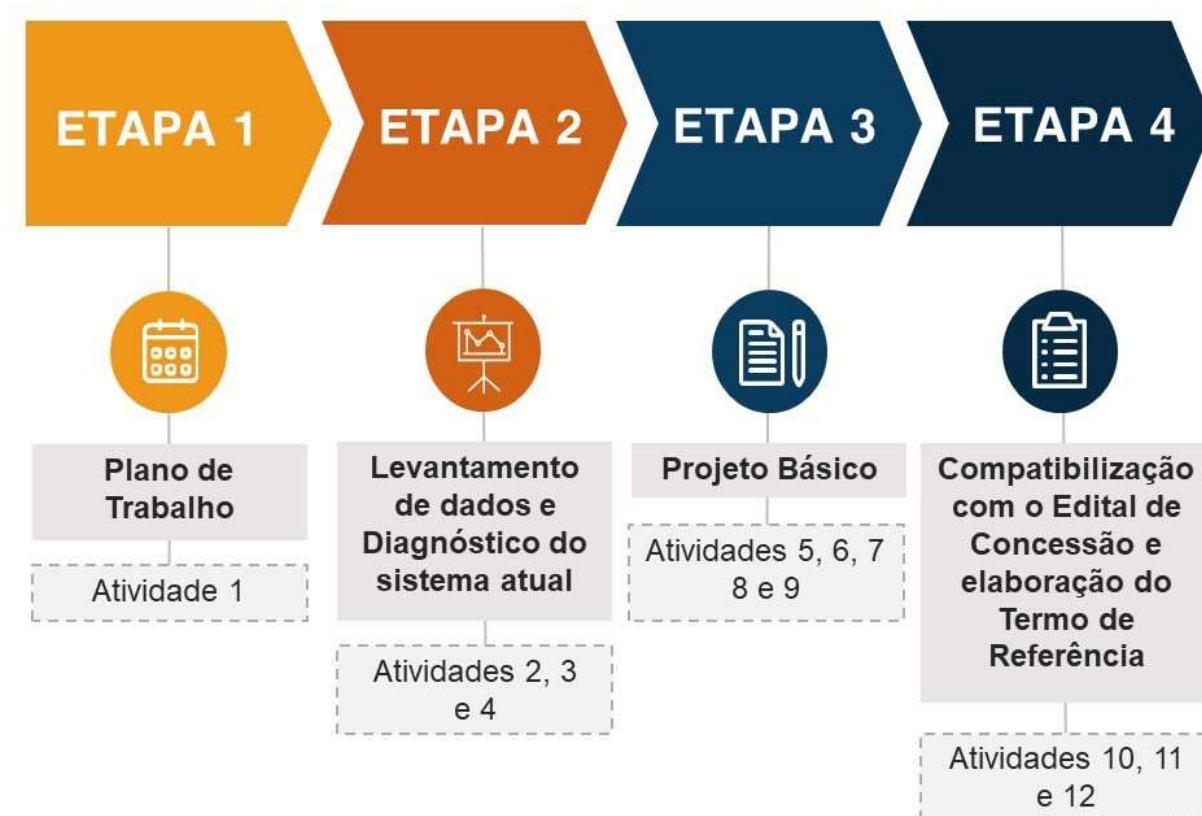 ETAPA 1
ETAPA 2
ETAPA 3
ETAPA 4
Plano de
Trabalho
Atividade 1
Levantamento
de dados e
Diagnóstico do
sistema atual
Atividades 2, 3
e 4
Projeto Básico
Atividades 5, 6, 7
8 e 9
Compatibilização
com o Edital de
Concessão e
elaboração do
Termo de
Referência
Atividades 10, 11
e 12